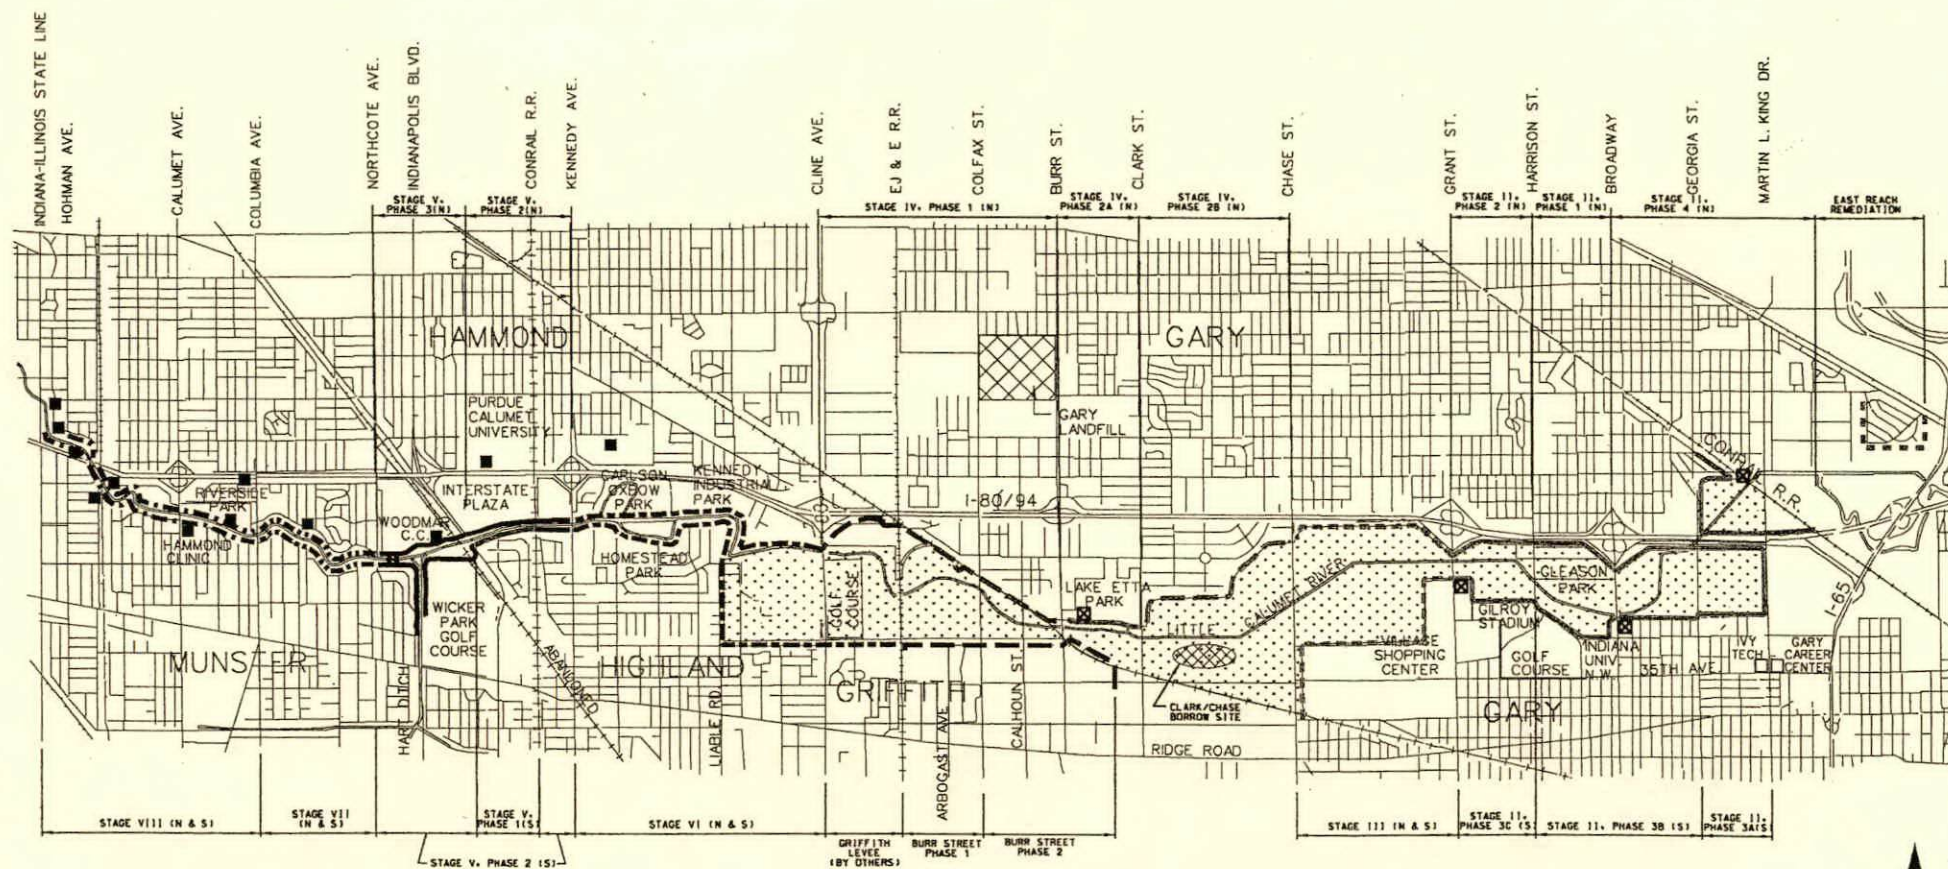 INDIANA-ILLINOIS STATE LINE
HOHMAN AVE.
CALUMET AVE.
COLUMBIA AVE.
NORTHCOTE AVE.
INDIANAPOLIS BLVD.
CONRAIL R.R.
KENNEDY AVE.
CLINE AVE.
EJ & E R.R.
COLFAX ST.
BURR ST.
CLARK ST.
CHASE ST.
GRANT ST.
HARRISON ST.
BROADWAY
GEORGIA ST.
MARTIN L. KING DR.
STAGE V.
PHASE 3(N)
STAGE V.
PHASE 2(N)
STAGE IV. PHASE 1 (N)
STAGE IV.
PHASE 2A (N)
STAGE IV.
PHASE 2B (N)
STAGE II.
PHASE 2 (N)
STAGE II.
PHASE 1 (N)
STAGE II.
PHASE 4 (N)
EAST REACH
REMEDIATION
HAMMOND
GARY
PURDUE
CALUMET
UNIVERSITY
GARY
LANDFILL
CONRAIL R.R.
RIVERSIDE
PARK
INTERSTATE
PLAZA
CARLSON
OXBOW
PARK
KENNEDY
INDUSTRIAL
PARK
I-80/94
WOODMAR
C.C.
HAMMOND
CLINIC
HOMESTEAD
PARK
GOLF
COURSE
LAKE ETTA
PARK
LITTLE CALUMET RIVER
GLEASON
PARK
GILROY
STADIUM
I-65
WICKER
PARK
GOLF
COURSE
MUNSTER
ABANDONED
HIGHLAND
GRIFFITH
VILLAGE
SHOPPING
CENTER
GOLF
COURSE
INDIANA
UNIV.
N.W.
35TH AVE.
IVY
TECH
GARY
CAREER
CENTER
GARY
HART DITCH
LIABLE RD.
ARBOGAST AVE
CALHOUN ST.
CLARK/CHASE
BORROW SITE
RIDGE ROAD
STAGE VIII (N & S)
STAGE VII
(N & S)
STAGE V.
PHASE 1(S)
STAGE V. PHASE 2 (S)
STAGE VI (N & S)
GRIFFITH
LEVEE
(BY OTHERS)
BURR STREET
PHASE 1
BURR STREET
PHASE 2
STAGE III (N & S)
STAGE II.
PHASE 3C (S)
STAGE II. PHASE 3B (S)
STAGE II.
PHASE 3A(S)